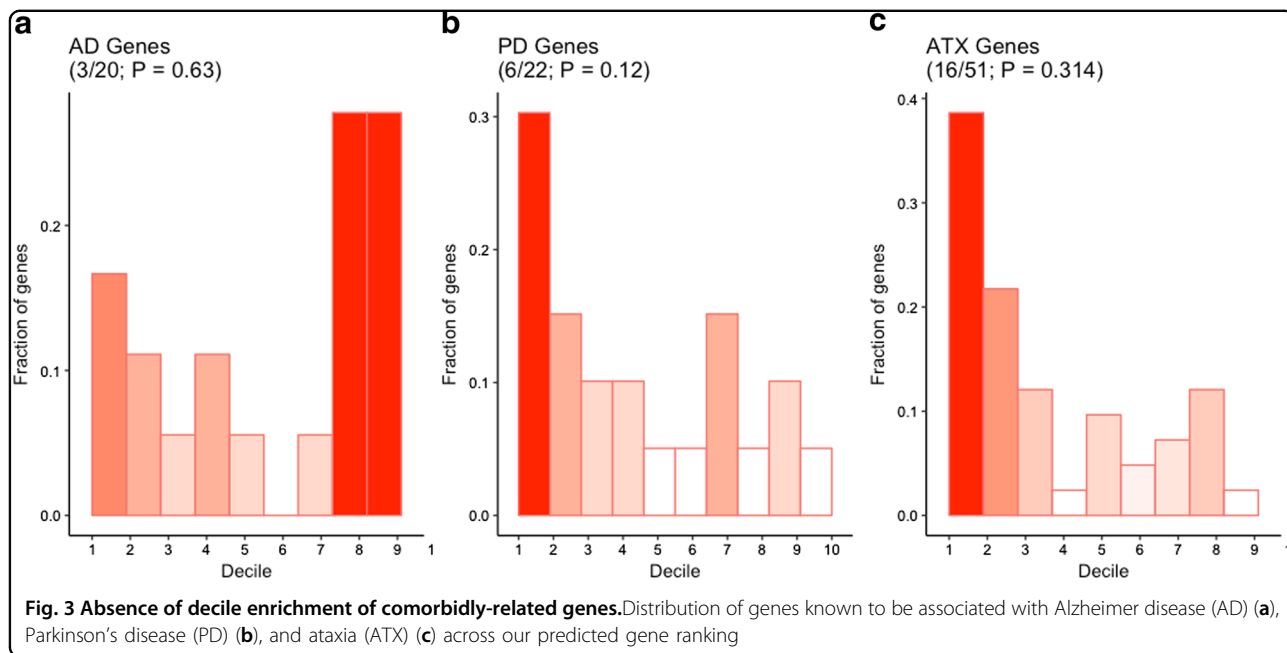 a
AD Genes
(3/20; P = 0.63)
Fraction of genes
0.2
0.1
0.0
1 2 3 4 5 6 7 8 9 1
Decile
b
PD Genes
(6/22; P = 0.12)
Fraction of genes
0.3
0.2
0.1
0.0
1 2 3 4 5 6 7 8 9 10
Decile
c
ATX Genes
(16/51; P = 0.314)
Fraction of genes
0.4
0.3
0.2
0.1
0.0
1 2 3 4 5 6 7 8 9
Decile
Fig. 3 Absence of decile enrichment of comorbidly-related genes.Distribution of genes known to be associated with Alzheimer disease (AD) (a),
Parkinson's disease (PD) (b), and ataxia (ATX) (c) across our predicted gene ranking